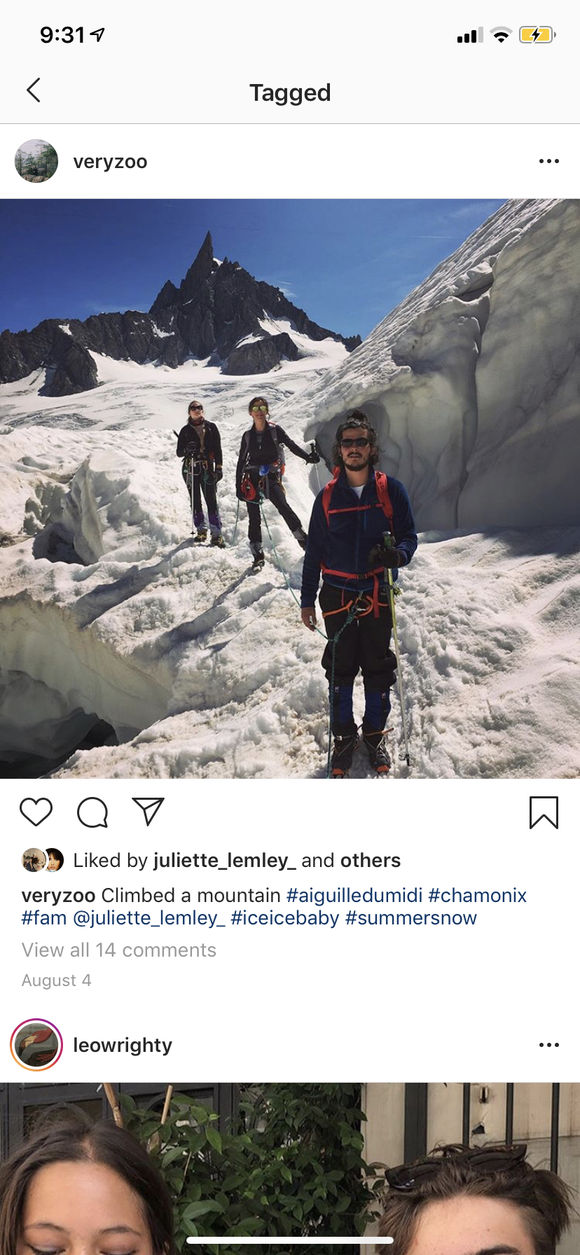 9:31
Tagged
veryzoo
Liked by juliette_lemley_ and others
veryzoo Climbed a mountain #aiguilledumidi #chamonix
#fam @juliette_lemley_ #iceicebaby #summersnow
View all 14 comments
August 4
leowrighty